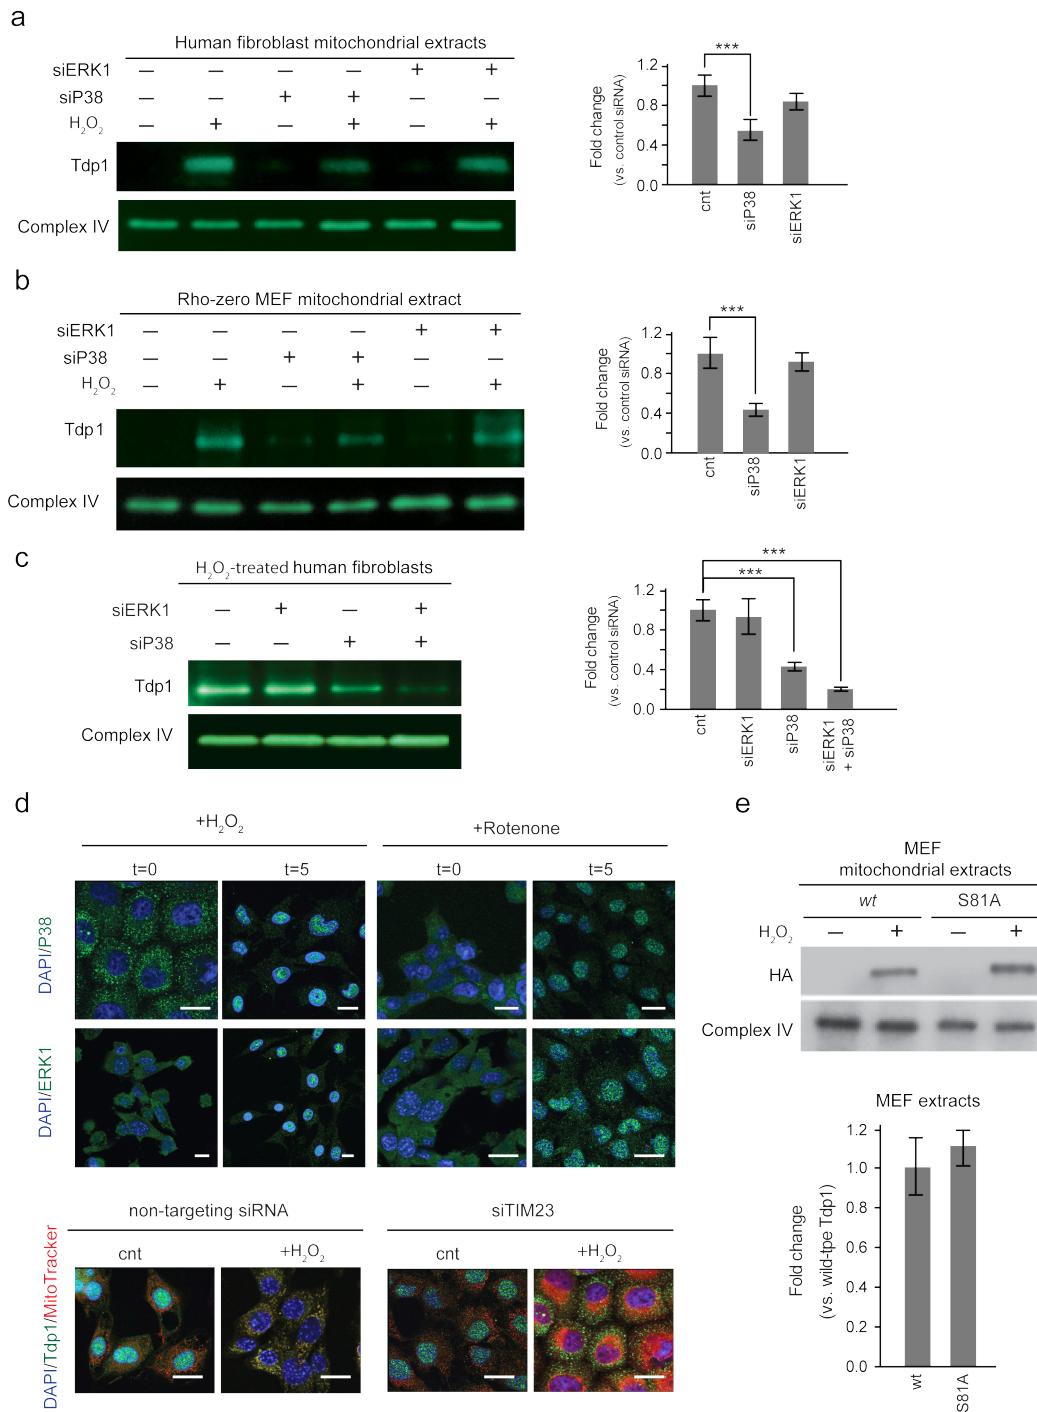 a
Human fibroblast mitochondrial extracts
siERK1 — — — — + +
siP38 — — + + — —
H2O2 — + — + — +
Tdp1
Complex IV
***
Fold change
(vs. control siRNA)
1.2
0.8
0.4
0.0
cnt
siP38
siERK1
b
Rho-zero MEF mitochondrial extract
siERK1 — — — — + +
siP38 — — + + — —
H2O2 — + — + — +
Tdp1
Complex IV
***
Fold change
(vs. control siRNA)
1.2
0.8
0.4
0.0
cnt
siP38
siERK1
c
H2O2-treated human fibroblasts
siERK1 — + — +
siP38 — — + +
Tdp1
Complex IV
***
***
Fold change
(vs. control siRNA)
1.2
0.8
0.4
0.0
cnt
siERK1
siP38
siERK1
+ siP38
d
+H2O2
+Rotenone
t=0 t=5 t=0 t=5
DAPI/P38
DAPI/ERK1
non-targeting siRNA
siTIM23
cnt +H2O2 cnt +H2O2
DAPI/Tdp1/MitoTracker
e
MEF
mitochondrial extracts
wt S81A
H2O2 — + — +
HA
Complex IV
MEF extracts
Fold change
(vs. wild-tpe Tdp1)
1.2
1.0
0.8
0.6
0.4
0.2
0.0
wt
S81A